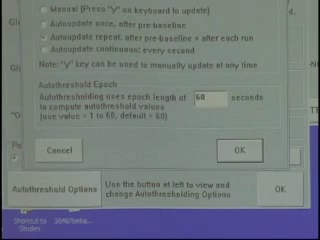 Manual [Press "y" on keyboard to update]
Autoupdate once, after pre-baseline
Autoupdate repeat, after pre-baseline + after each run
Autoupdate continuous: every second
Note: "y" key can be used to manually update at any time
Autothreshold Epoch
Autothresholding uses epoch length of 60 seconds
to compute autothreshold values
(use value = 1 to 60, default = 60)
Cancel OK
Autothreshold Options
Use the button at left to view and
change Autothresholding Options
OK
Shortcut to